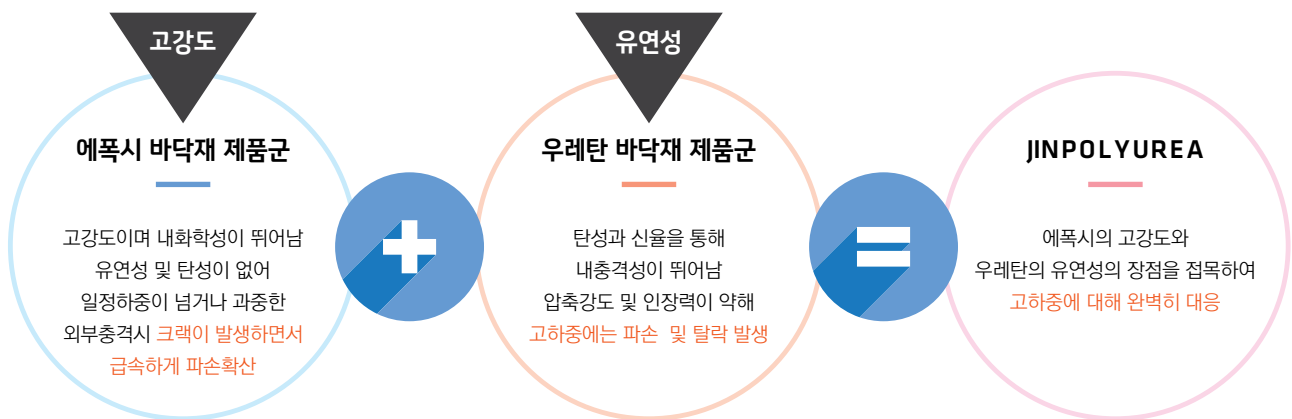 고강도
에폭시 바닥재 제품군
고강도이며 내화학성이 뛰어남
유연성 및 탄성이 없어
일정하중이 넘거나 과중한
외부충격시 크랙이 발생하면서
급속하게 파손확산
유연성
우레탄 바닥재 제품군
탄성과 신율을 통해
내충격성이 뛰어남
압축강도 및 인장력이 약해
고하중에는 파손 및 탈락 발생
JINPOLYUREA
에폭시의 고강도와
우레탄의 유연성의 장점을 접목하여
고하중에 대해 완벽히 대응